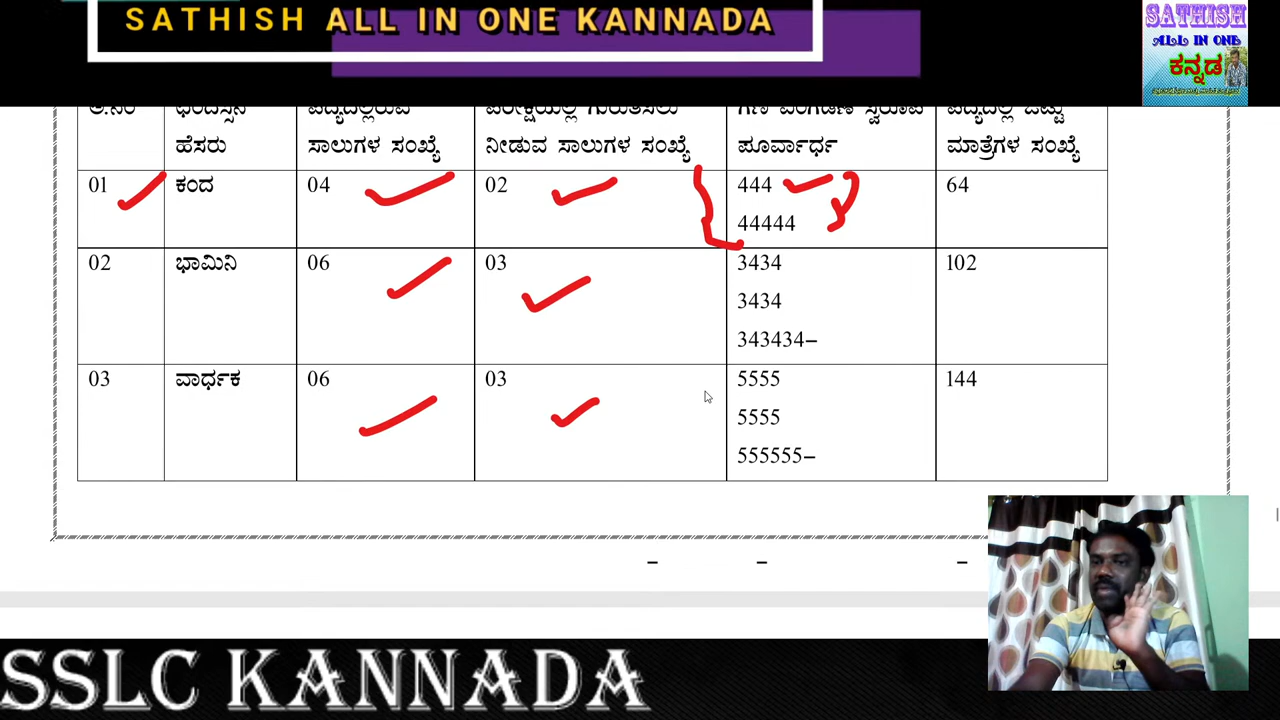 SATHISH ALL IN ONE KANNADA
SATHISH
ALL IN ONE
ಕನ್ನಡ
ಹೆಸರು
ಸಾಲುಗಳ ಸಂಖ್ಯೆ
ನೀಡುವ ಸಾಲುಗಳ ಸಂಖ್ಯೆ
ಪೂರ್ವಾರ್ಧ
ಮಾತ್ರೆಗಳ ಸಂಖ್ಯೆ
01 ಕಂದ 04 02 444 64
44444
02 ಭಾಮಿನಿ 06 03 3434 102
3434
343434–
03 ವಾರ್ಧಕ 06 03 5555 144
5555
555555–
SSLC KANNADA